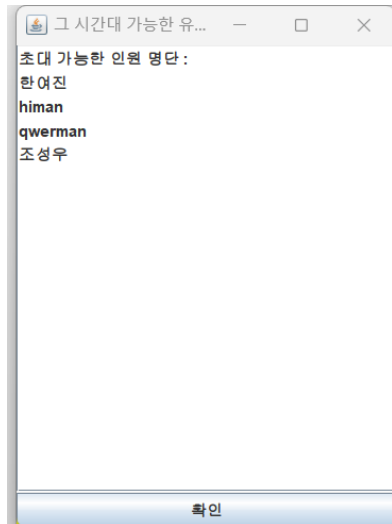 그 시간대 가능한 유...
초대 가능한 인원 명단 :
한여진
himan
qwerman
조성우
확인